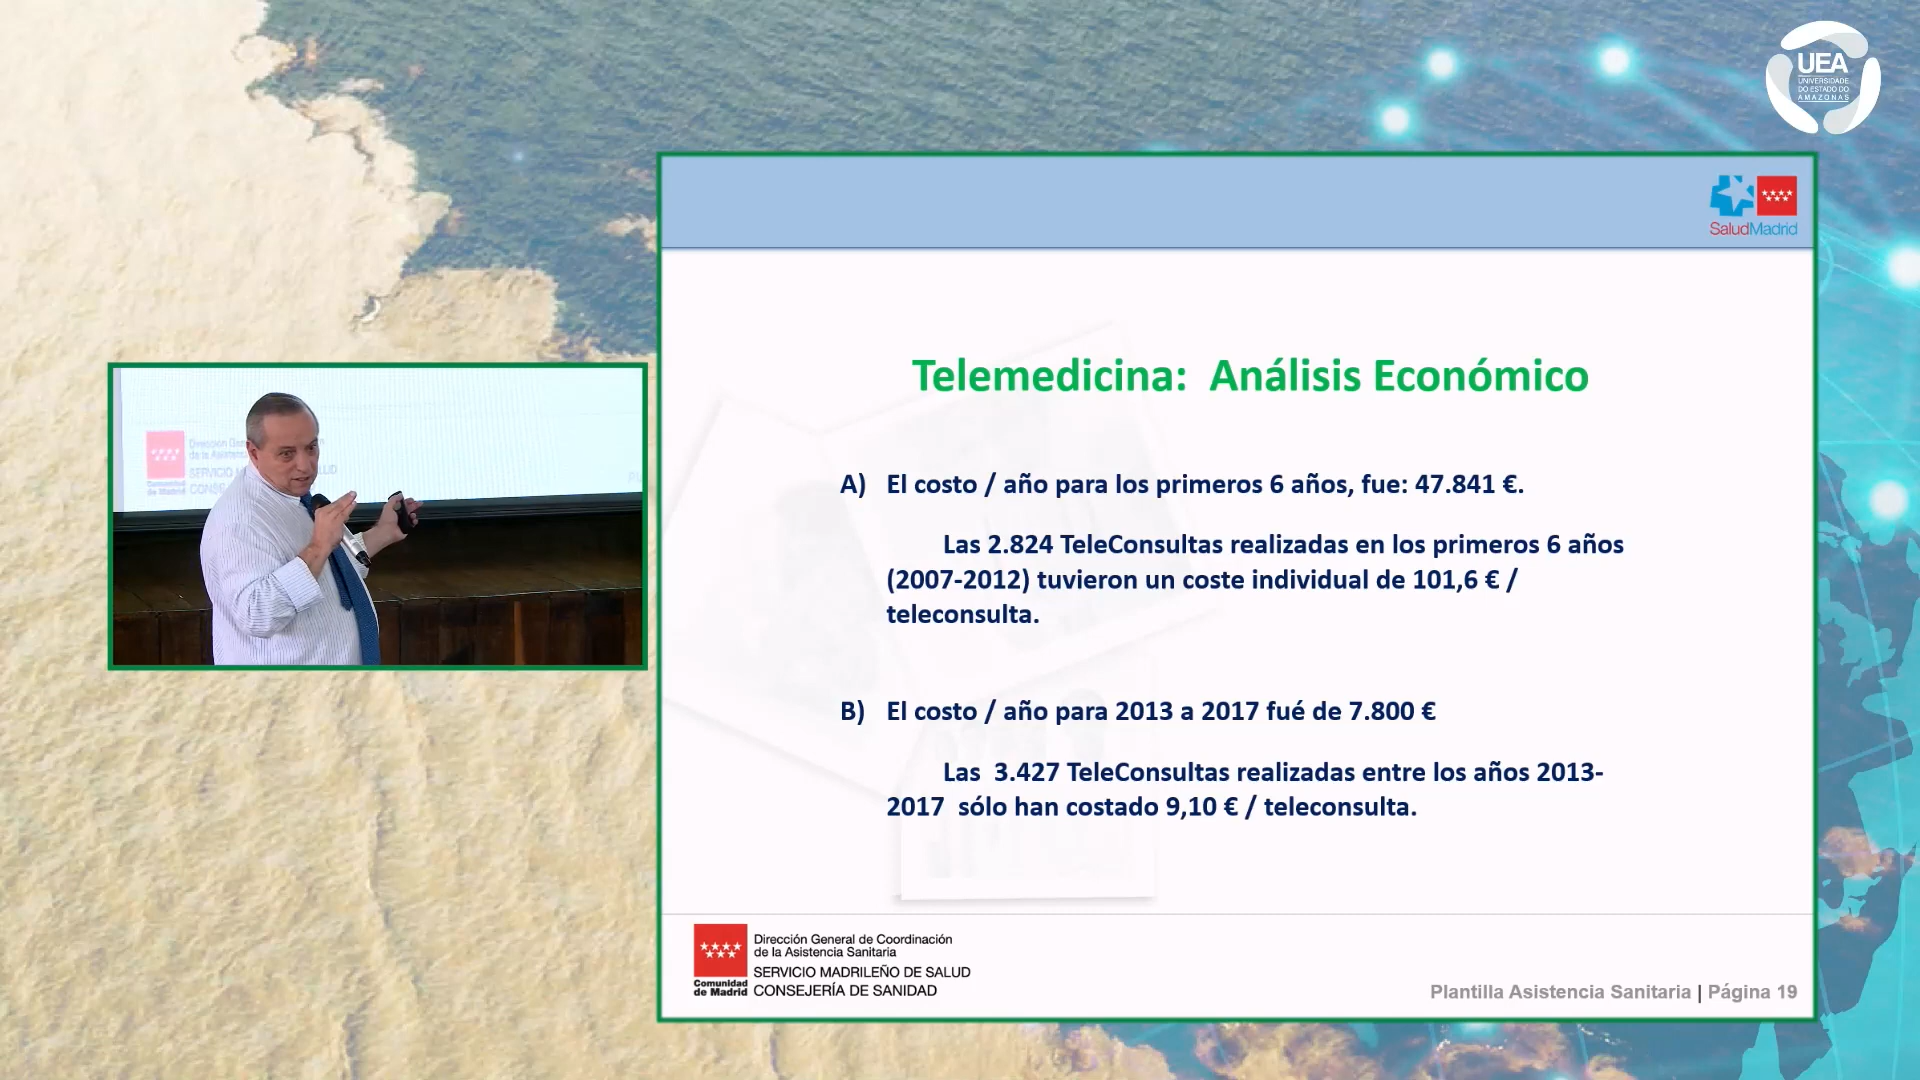 UEA
UNIVERSIDADE
DO ESTADO DO
AMAZONAS
SaludMadrid
Telemedicina:  Análisis Económico
A) El costo / año para los primeros 6 años, fue: 47.841 €.
Las 2.824 TeleConsultas realizadas en los primeros 6 años
(2007-2012) tuvieron un coste individual de 101,6 € /
teleconsulta.
B) El costo / año para 2013 a 2017 fué de 7.800 €
Las  3.427 TeleConsultas realizadas entre los años 2013-
2017  sólo han costado 9,10 € / teleconsulta.
Comunidad
de Madrid
Dirección General de Coordinación
de la Asistencia Sanitaria
SERVICIO MADRILEÑO DE SALUD
CONSEJERÍA DE SANIDAD
Plantilla Asistencia Sanitaria | Página 19
Comunidad
de Madrid